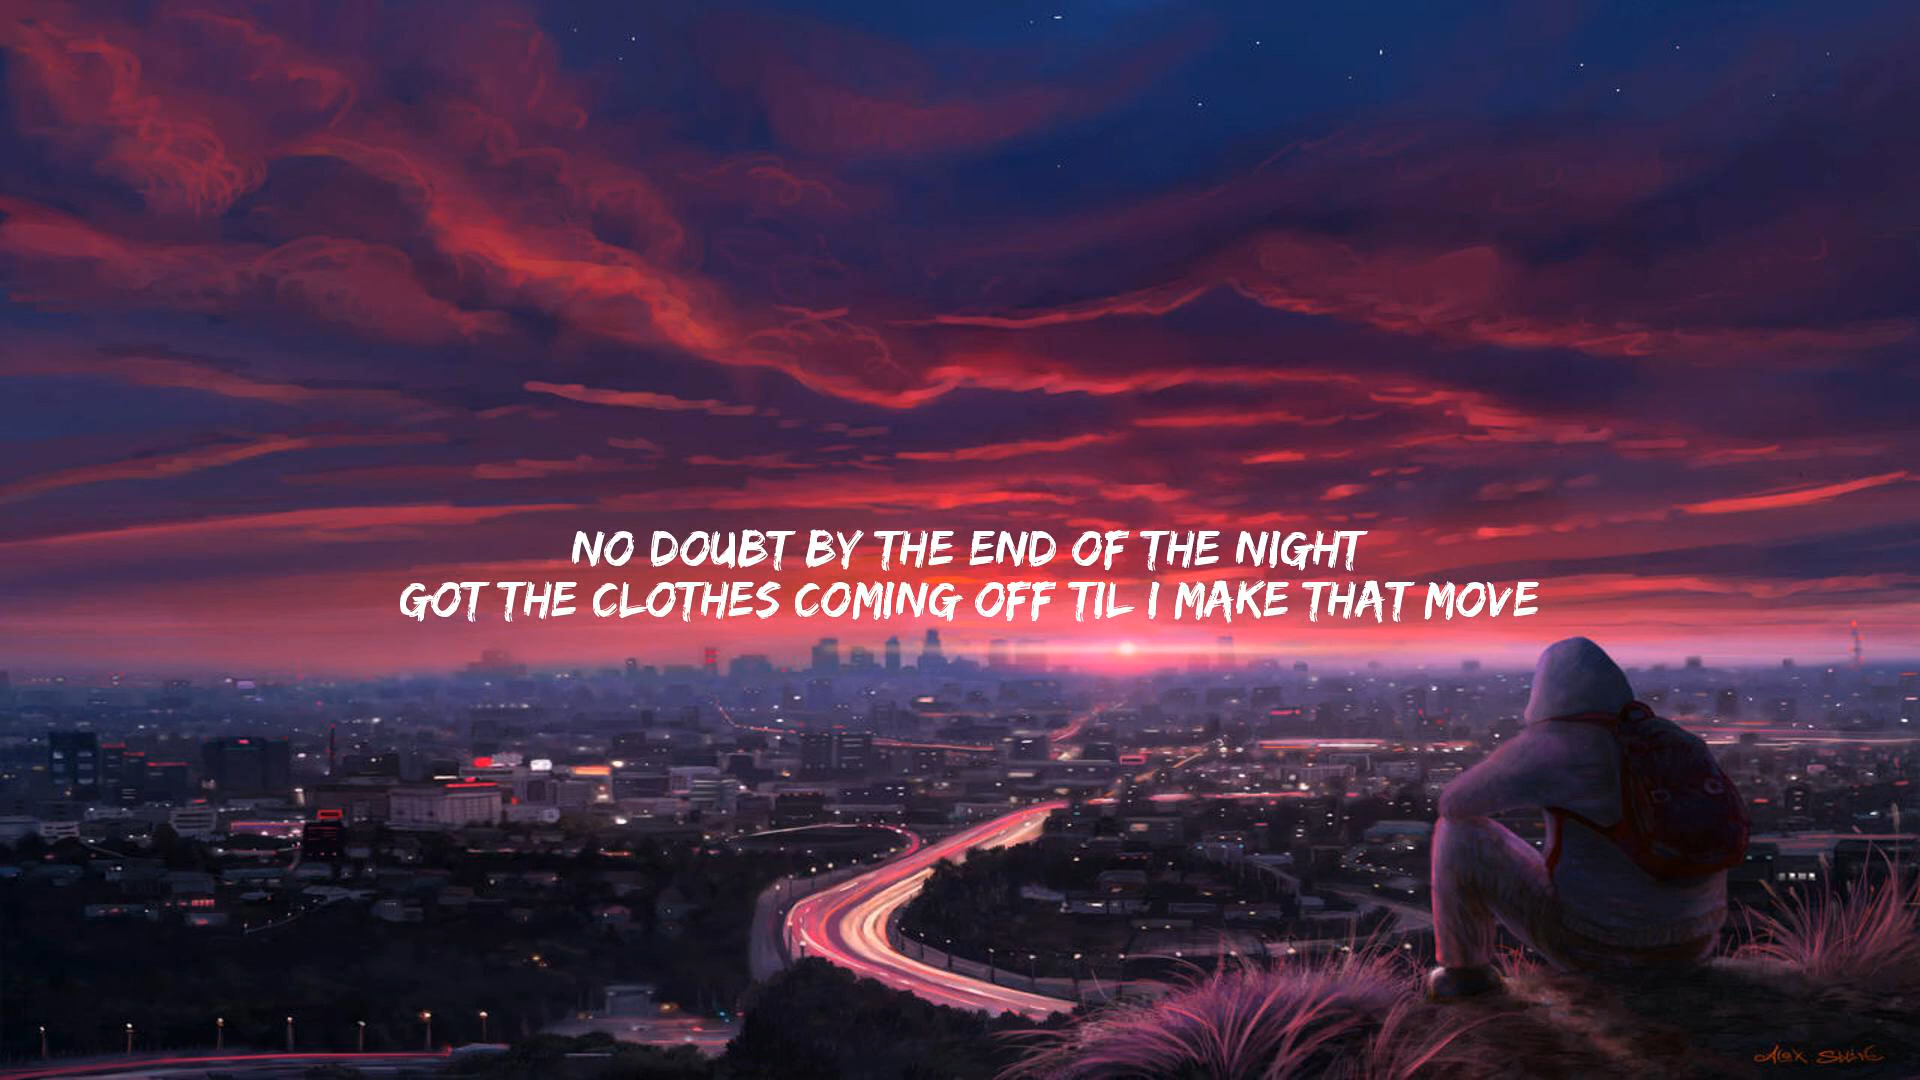 NO DOUBT BY THE END OF THE NIGHT
GOT THE CLOTHES COMING OFF TIL I MAKE THAT MOVE